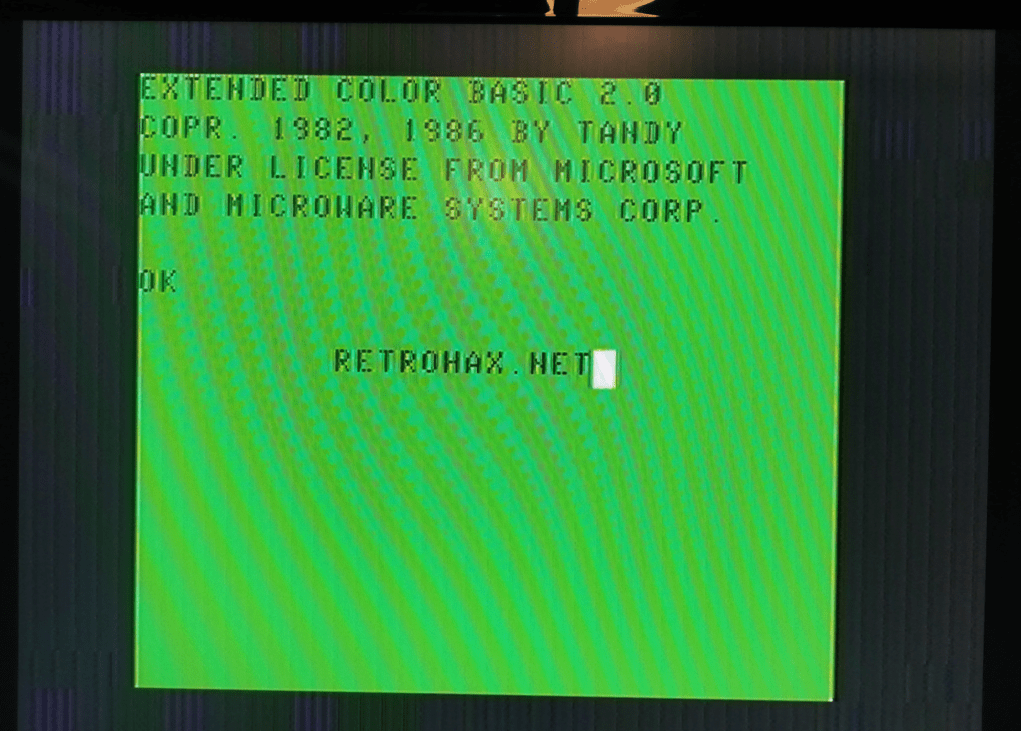 EXTENDED COLOR BASIC 2.0
COPR. 1982, 1986 BY TANDY
UNDER LICENSE FROM MICROSOFT
AND MICROWARE SYSTEMS CORP.
OK
RETROHAX.NET